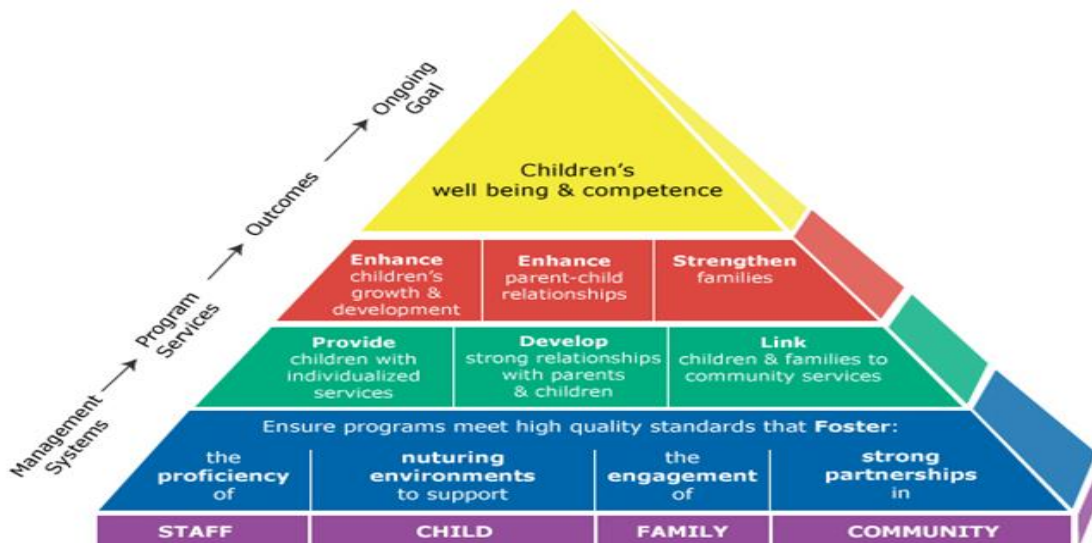 Ongoing
Goal
Outcomes
Program
Services
Management
Systems
Children's
well being & competence
Enhance
children's
growth &
development
Enhance
parent-child
relationships
Strengthen
families
Provide
children with
individualized
services
Develop
strong relationships
with parents
& children
Link
children & families to
community services
Ensure programs meet high quality standards that Foster:
the
proficiency
of
nuturing
environments
to support
the
engagement
of
strong
partnerships
in
STAFF
CHILD
FAMILY
COMMUNITY